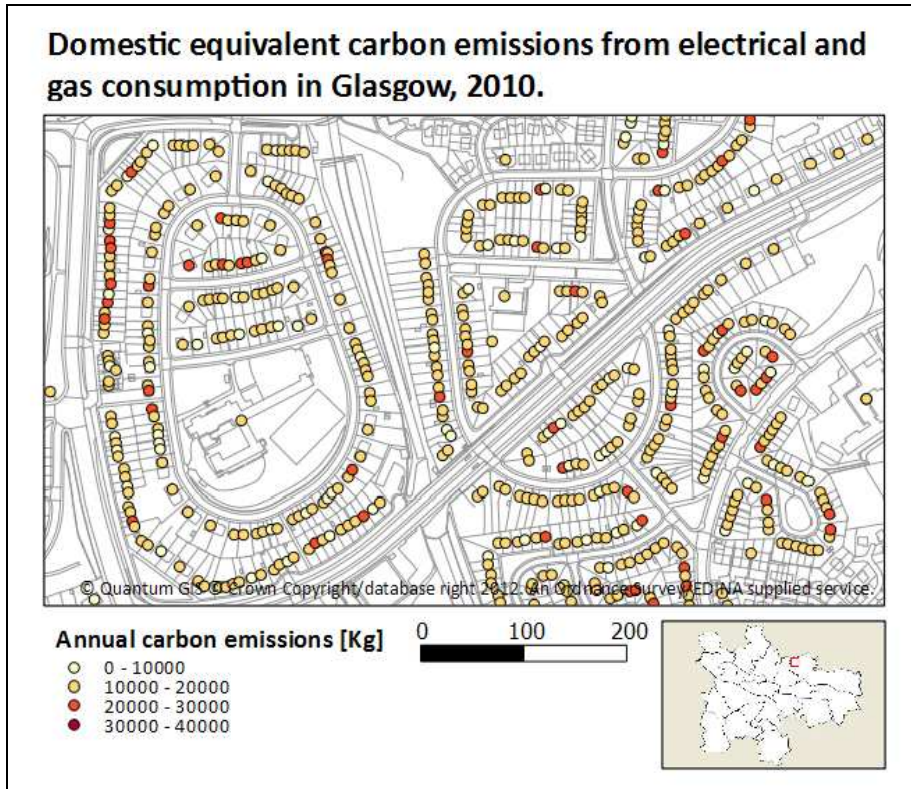 Domestic equivalent carbon emissions from electrical and
gas consumption in Glasgow, 2010.
© Quantum GIS © Crown Copyright/database right 2012. An Ordnance Survey/EDINA supplied service.
Annual carbon emissions [Kg]
0 - 10000
10000 - 20000
20000 - 30000
30000 - 40000
0 100 200